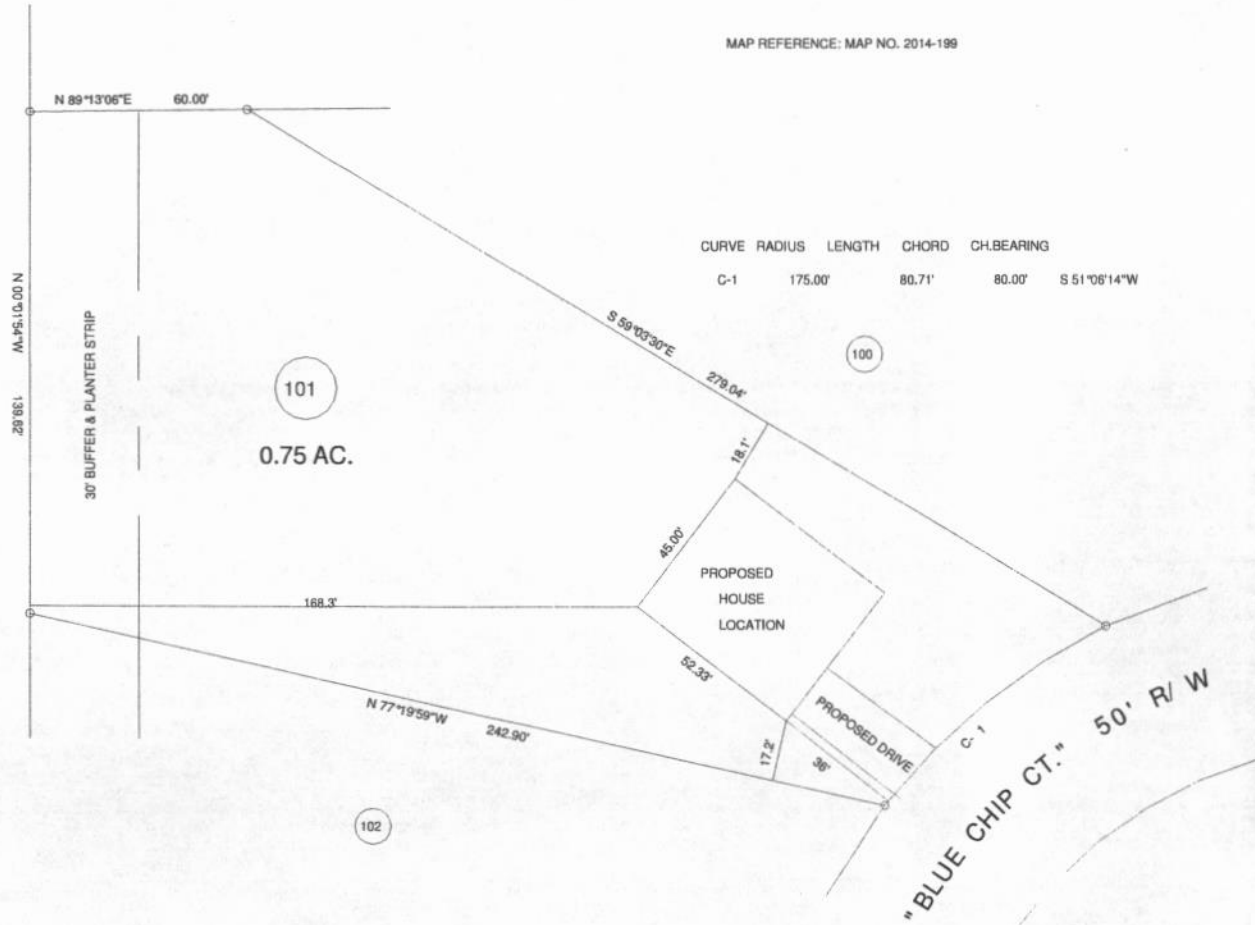 MAP REFERENCE: MAP NO. 2014-199
N 89°13'06"E 60.00'
CURVE RADIUS LENGTH CHORD CH.BEARING
C-1 175.00' 80.71' 80.00' S 51°06'14"W
N 00°01'54"W 139.62'
30' BUFFER & PLANTER STRIP
S 59°03'30"E 279.04'
100
101
0.75 AC.
18.1'
45.00'
PROPOSED
HOUSE
LOCATION
168.3'
52.33'
N 77°19'59"W 242.90'
17.2'
36'
PROPOSED DRIVE
C- 1
"BLUE CHIP CT." 50' R/ W
102